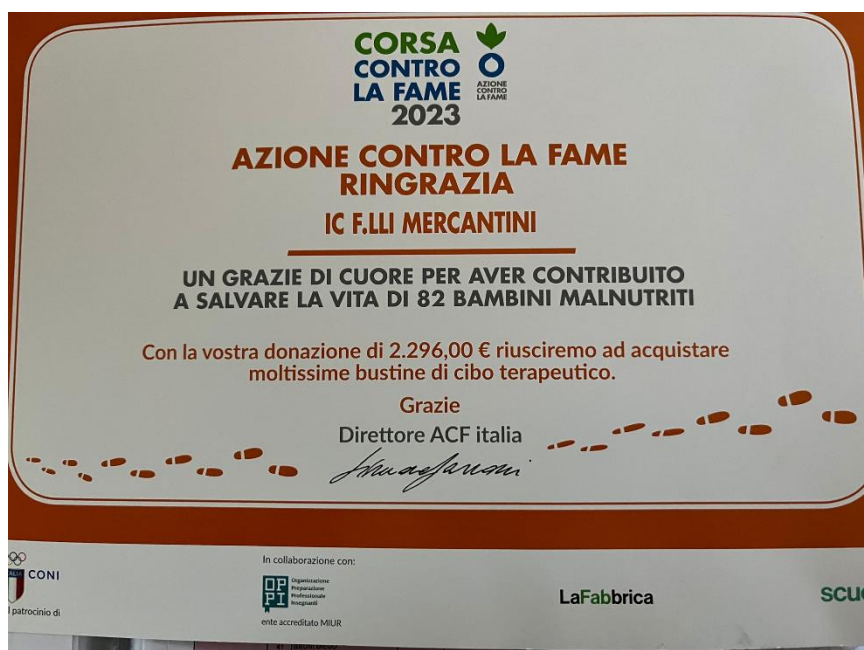 CORSA
CONTRO
LA FAME
2023
AZIONE
CONTRO
LA FAME
AZIONE CONTRO LA FAME
RINGRAZIA
IC F.LLI MERCANTINI
UN GRAZIE DI CUORE PER AVER CONTRIBUITO
A SALVARE LA VITA DI 82 BAMBINI MALNUTRITI
Con la vostra donazione di 2.296,00 € riusciremo ad acquistare
moltissime bustine di cibo terapeutico.
Grazie
Direttore ACF italia
CONI
l patrocinio di
In collaborazione con:
OPPI
Organizzazione
Preparazione
Professionale
Insegnanti
ente accreditato MIUR
LaFabbrica
scuo